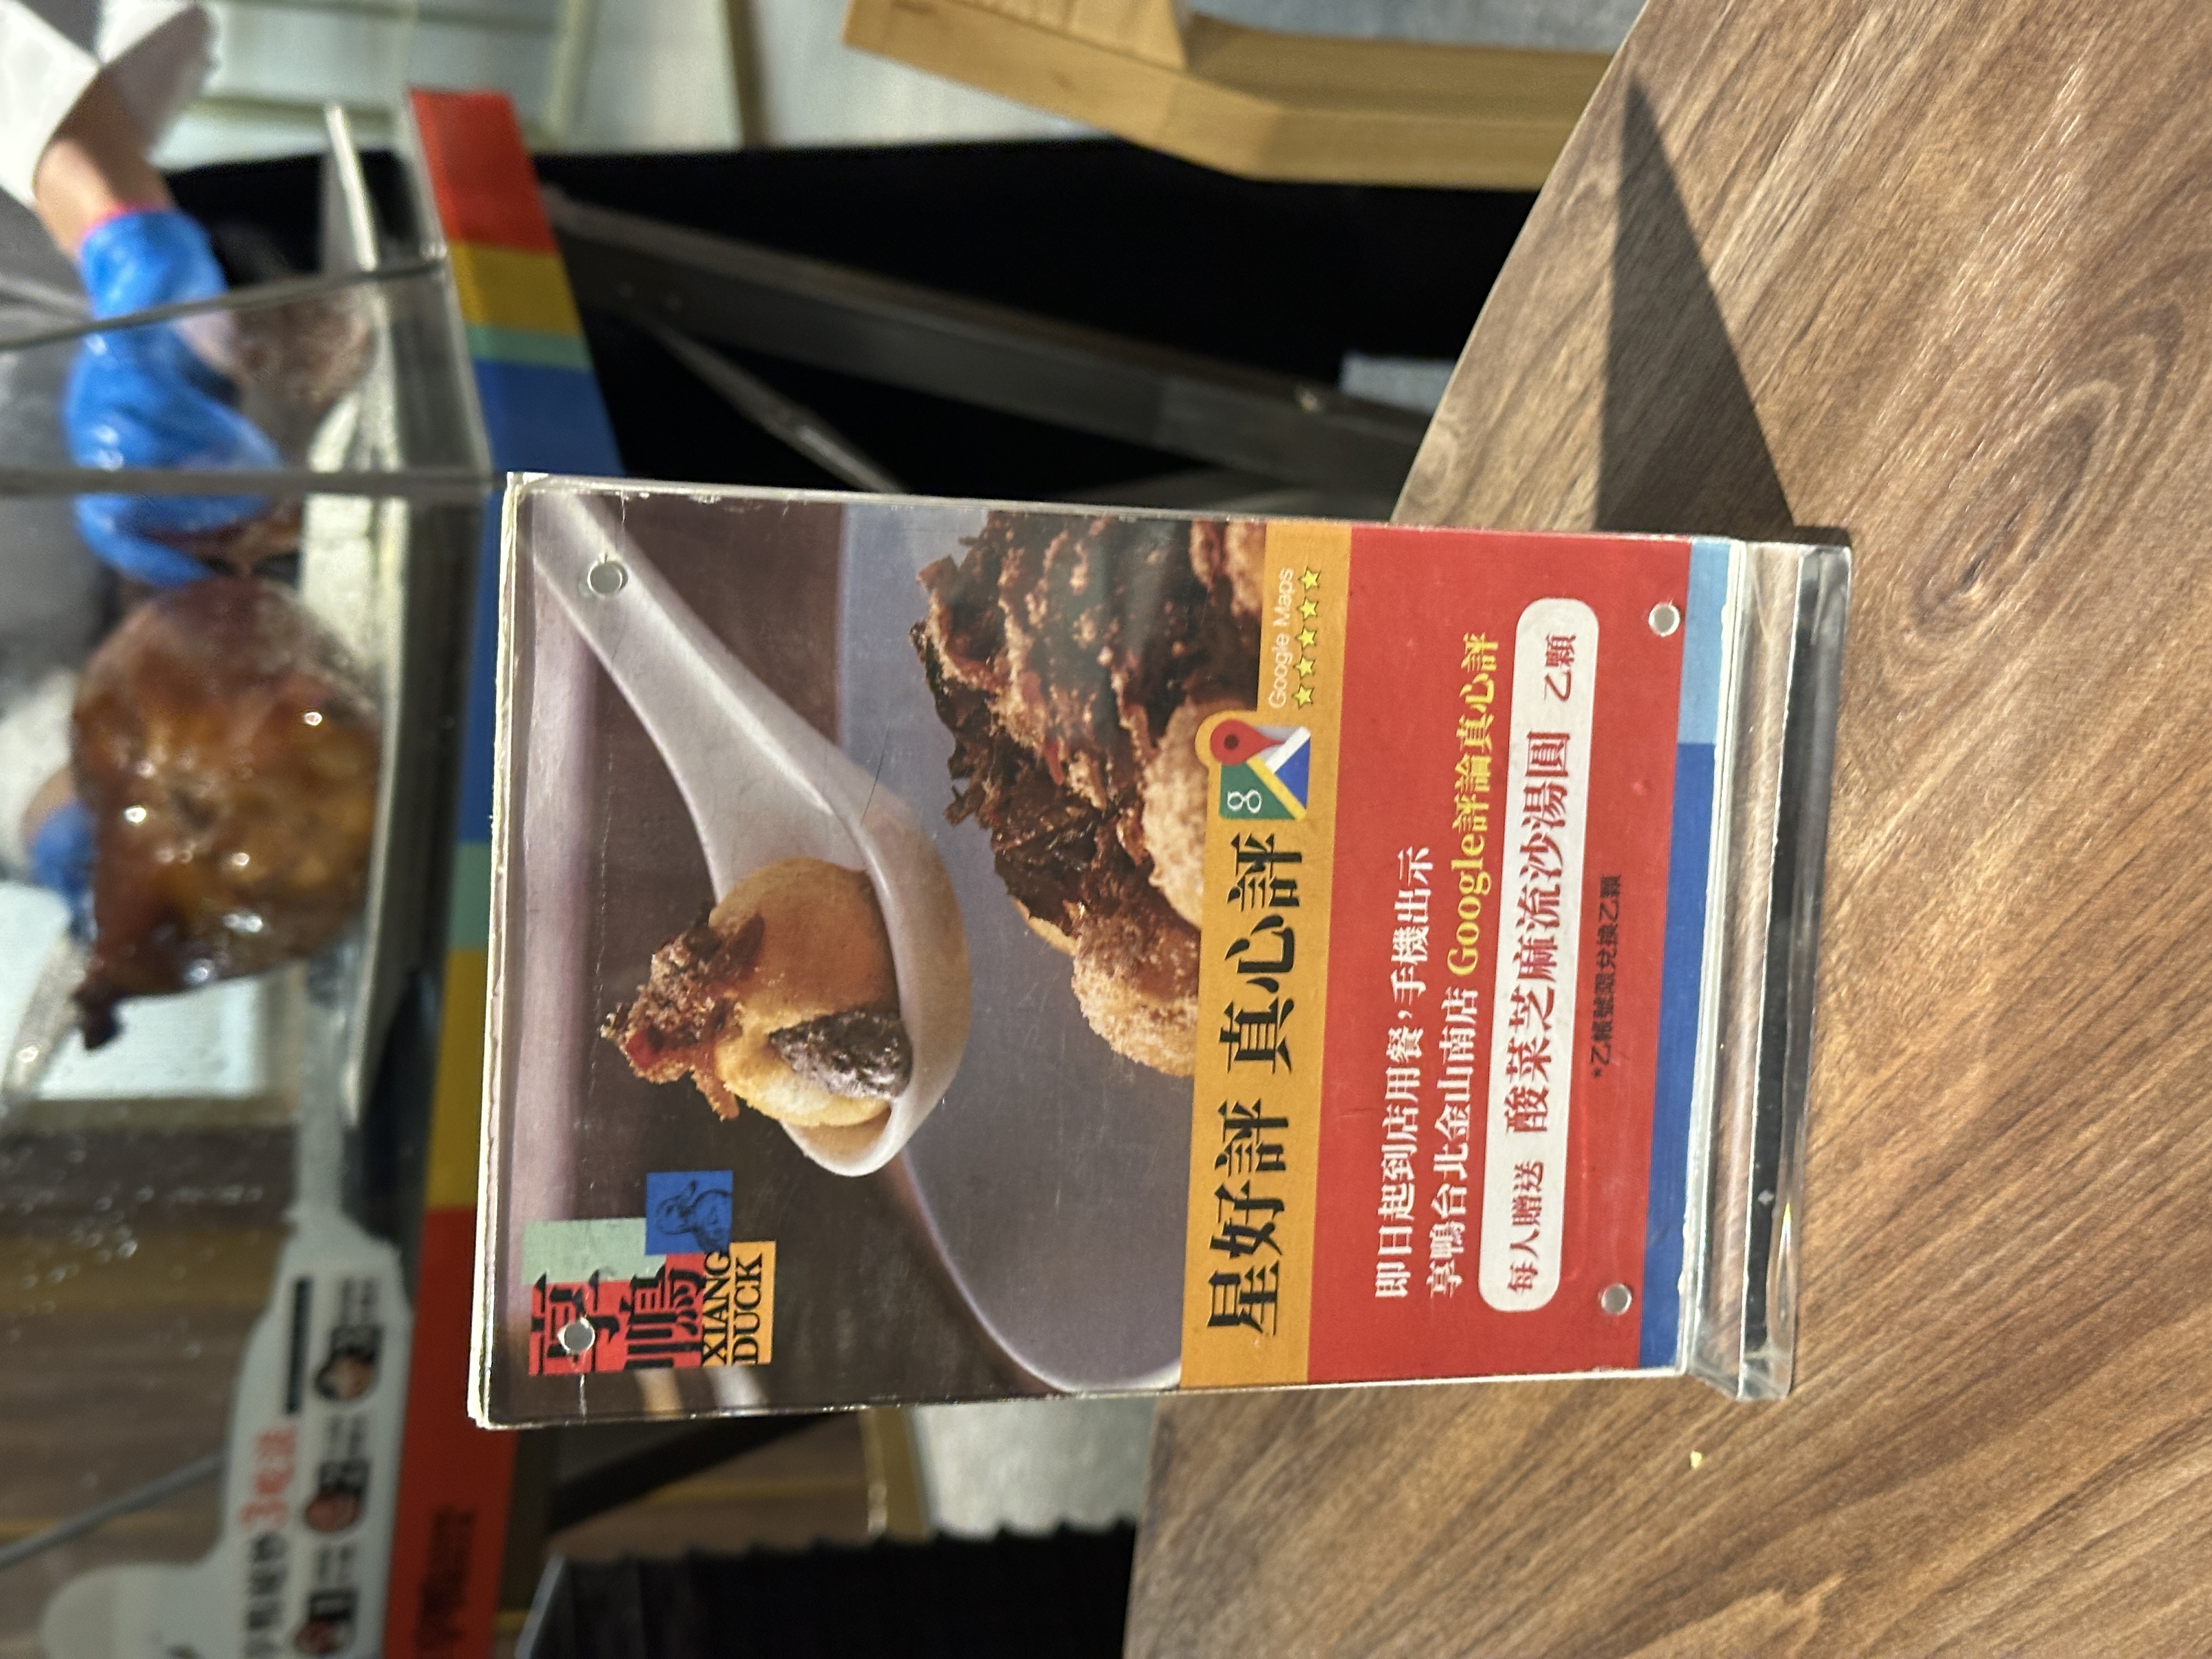 享鴨
XIANG
DUCK
星好評 真心評
Google Maps
即日起到店用餐，手機出示
享鴨台北金山南店 Google評論真心評
每人贈送 酸菜芝麻流沙湯圓 乙顆
*乙帳號限兌換乙顆